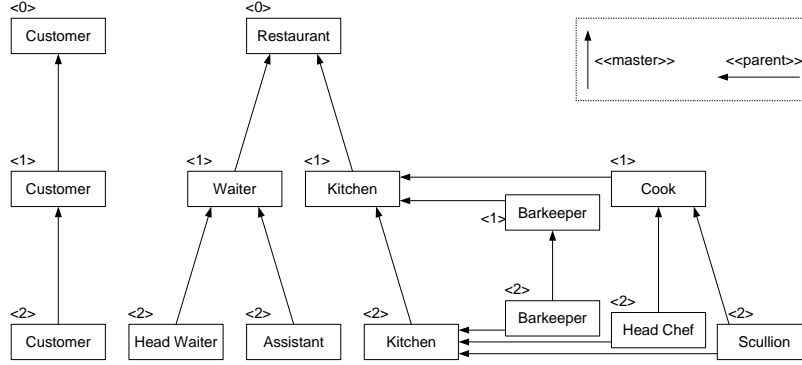 <0>
<0>
Customer
Restaurant
<<master>>
<<parent>>
<1>
<1>
<1>
<1>
Customer
Waiter
Kitchen
Cook
Barkeeper
<1>
<2>
<2>
<2>
<2>
<2>
<2>
<2>
Barkeeper
Head Chef
Customer
Head Waiter
Assistant
Kitchen
Scullion